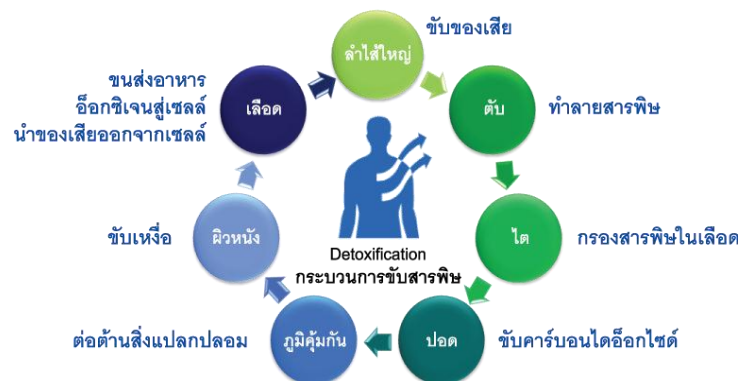 ขับของเสีย
ลำไส้ใหญ่
ตับ
ทำลายสารพิษ
ไต
กรองสารพิษในเลือด
ปอด
ขับคาร์บอนไดอ็อกไซด์
ภูมิคุ้มกัน
ต่อต้านสิ่งแปลกปลอม
ผิวหนัง
ขับเหงื่อ
เลือด
ขนส่งอาหาร
อ็อกซิเจนสู่เซลล์
นำของเสียออกจากเซลล์
Detoxification
กระบวนการขับสารพิษ